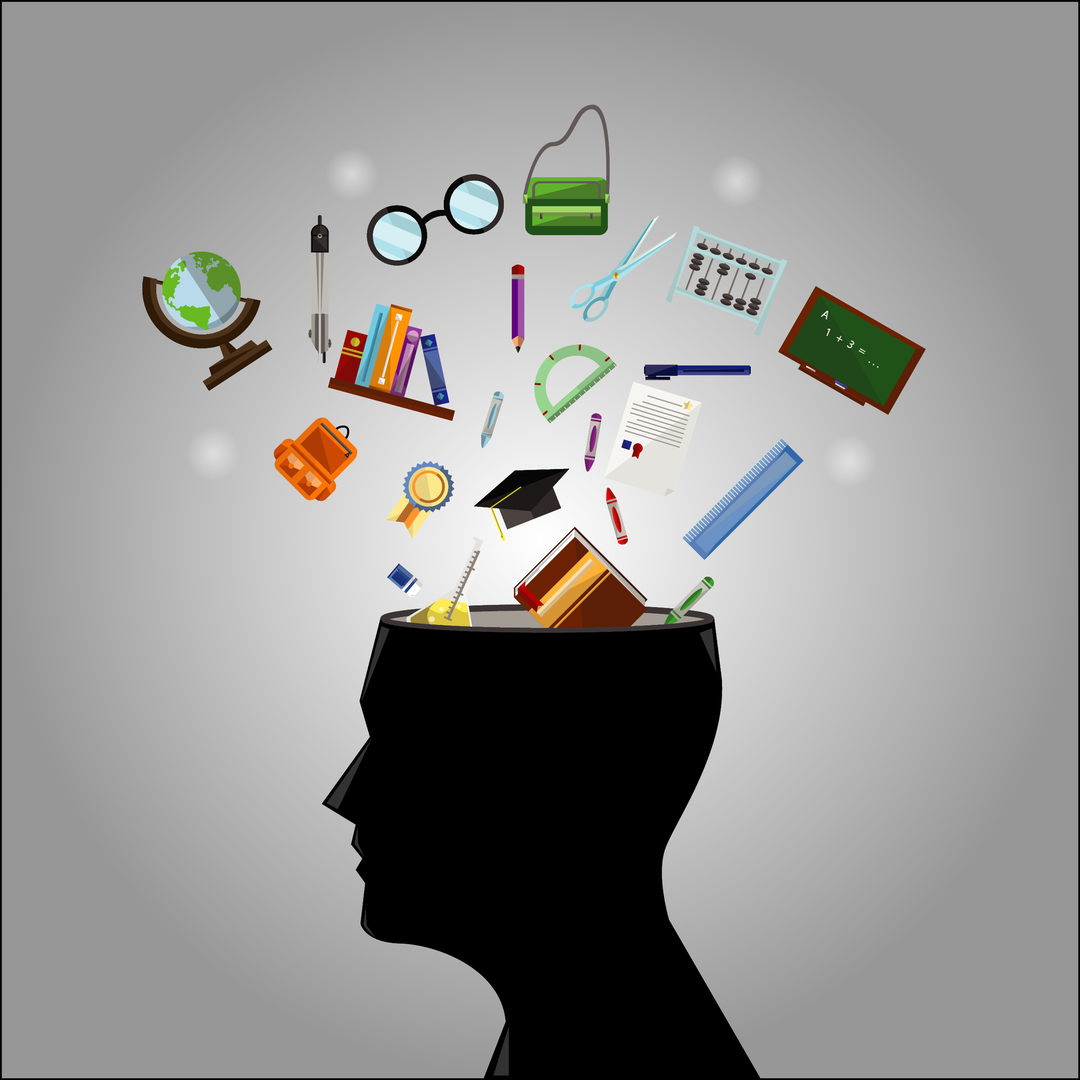 A
1 + 3 = ...